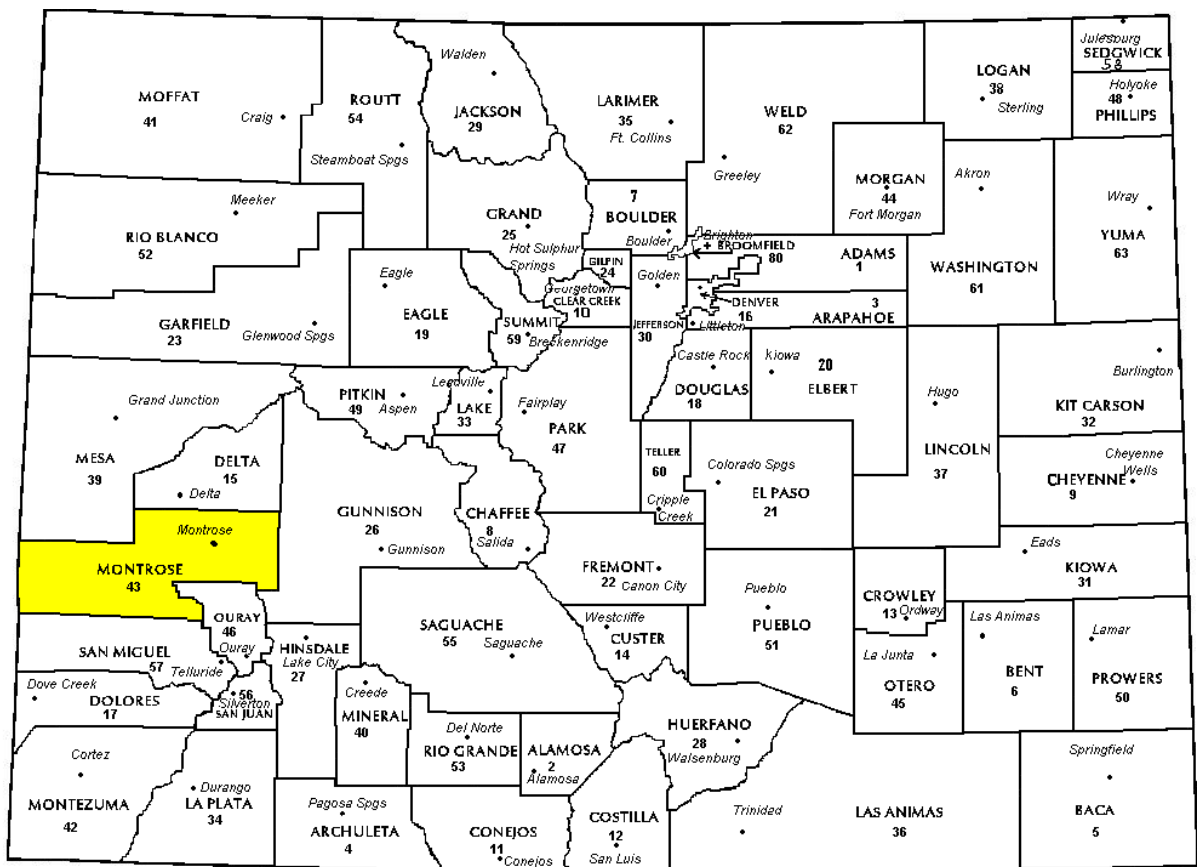 MOFFAT
41
Craig
ROUTT
54
Steamboat Spgs
Walden
JACKSON
29
LARIMER
35
Ft. Collins
WELD
62
Greeley
LOGAN
38
Sterling
Julesburg
SEDGWICK
58
Holyoke
48
PHILLIPS
MORGAN
44
Fort Morgan
Akron
WASHINGTON
61
Wray
YUMA
63
Meeker
RIO BLANCO
52
GRAND
25
Hot Sulphur
Springs
7
BOULDER
Boulder
Brighton
+ BROOMFIELD
80
ADAMS
1
GILPIN
24
Golden
JEFFERSON
30
Georgetown
CLEAR CREEK
10
DENVER
16
3
ARAPAHOE
Littleton
GARFIELD
23
Glenwood Spgs
Eagle
EAGLE
19
SUMMIT
59
Breckenridge
Castle Rock
DOUGLAS
18
kiowa
20
ELBERT
Hugo
LINCOLN
37
Burlington
KIT CARSON
32
Grand Junction
MESA
39
PITKIN
49
Aspen
Leadville
LAKE
33
Fairplay
PARK
47
TELLER
60
Cripple
Creek
Colorado Spgs
EL PASO
21
Cheyenne
Wells
CHEYENNE
9
DELTA
15
Delta
GUNNISON
26
Gunnison
CHAFFEE
8
Salida
FREMONT
22
Canon City
Eads
KIOWA
31
Montrose
MONTROSE
43
OURAY
46
Ouray
HINSDALE
Lake City
27
SAGUACHE
55
Saguache
Westcliffe
CUSTER
14
Pueblo
PUEBLO
51
CROWLEY
13
Ordway
Las Animas
BENT
6
Lamar
PROWERS
50
La Junta
OTERO
45
SAN MIGUEL
57
Telluride
Dove Creek
DOLORES
17
56
Silverton
SAN JUAN
Creede
MINERAL
40
Del Norte
RIO GRANDE
53
ALAMOSA
2
Alamosa
HUERFANO
28
Walsenburg
Cortez
MONTEZUMA
42
Durango
LA PLATA
34
Pagosa Spgs
ARCHULETA
4
CONEJOS
11
Conejos
COSTILLA
12
San Luis
Trinidad
LAS ANIMAS
36
Springfield
BACA
5